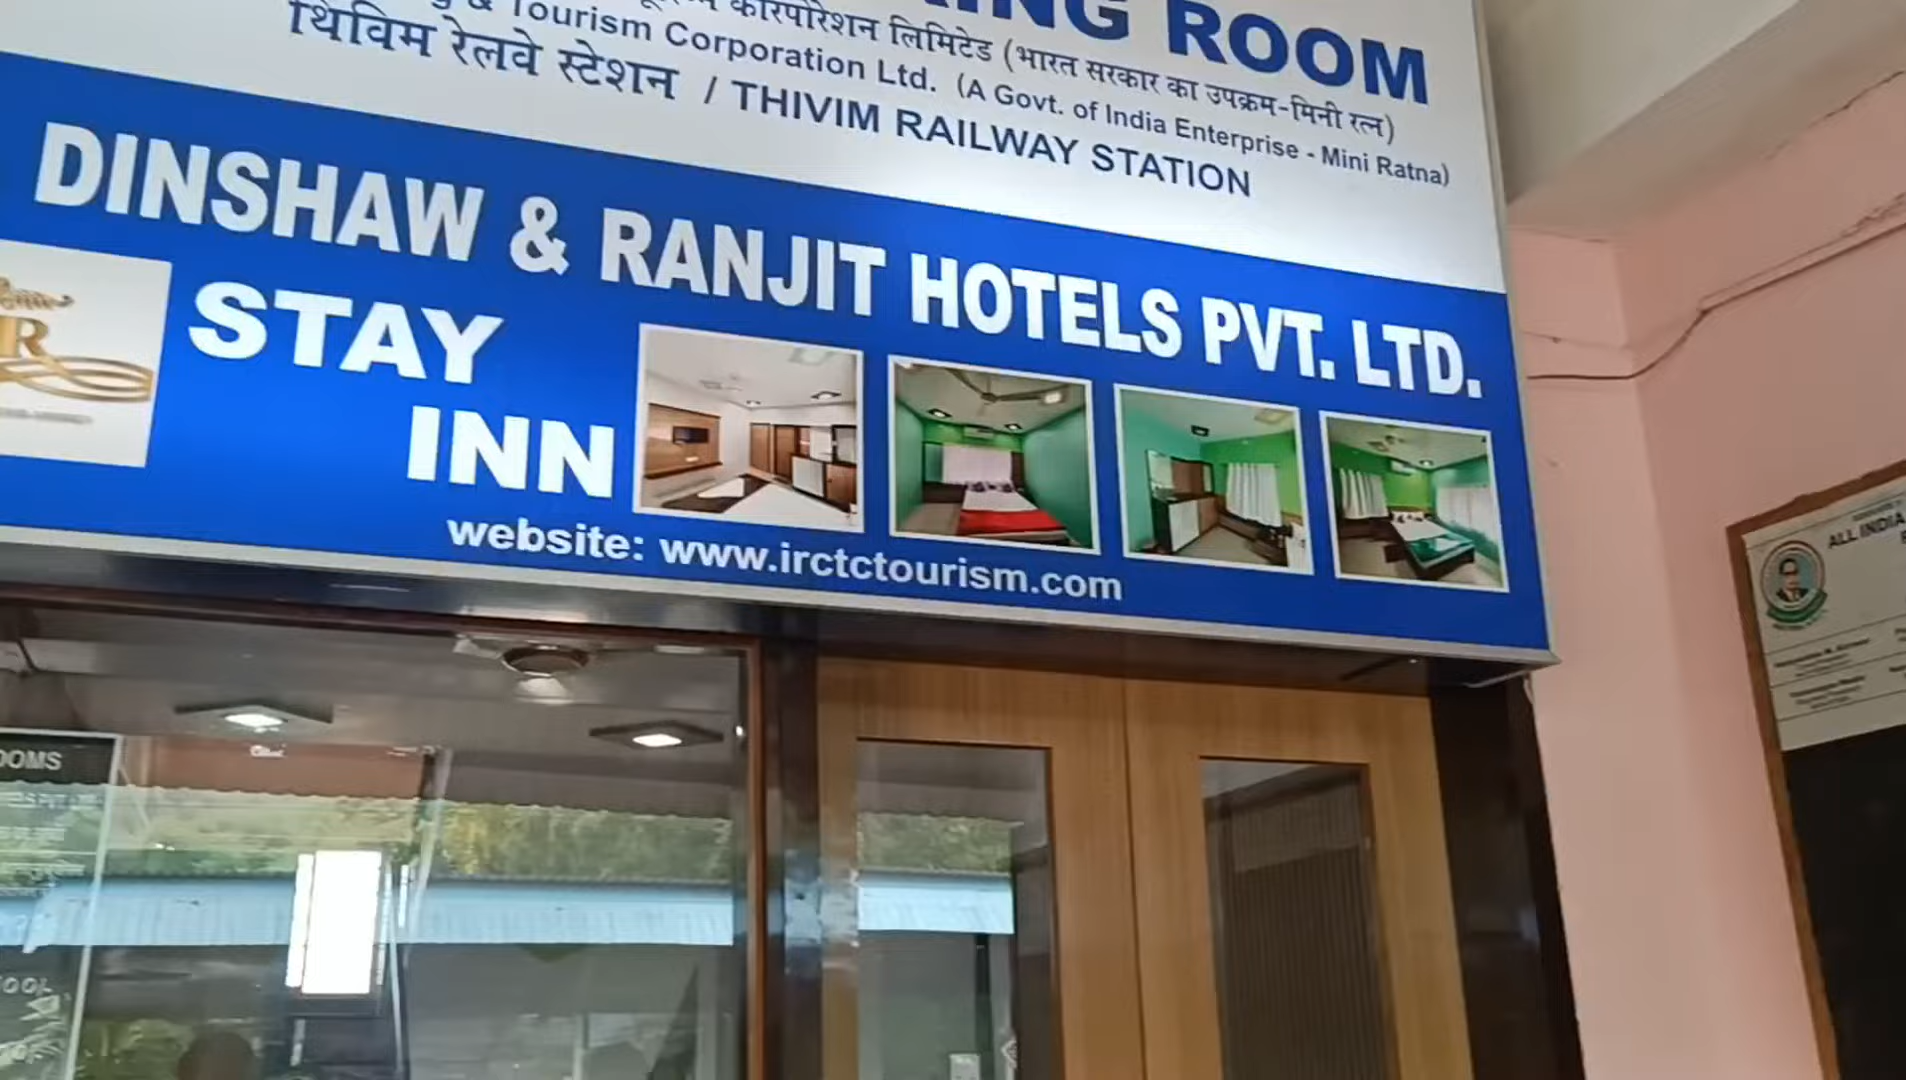 ROOM
कारपोरेशन लिमिटेड (भारत सरकार का उपक्रम-मिनी रत्न)
& Tourism Corporation Ltd. (A Govt. of India Enterprise - Mini Ratna)
थिविम रेलवे स्टेशन / THIVIM RAILWAY STATION
DINSHAW & RANJIT HOTELS PVT. LTD.
STAY
INN
website: www.irctctourism.com
ALL INDIA